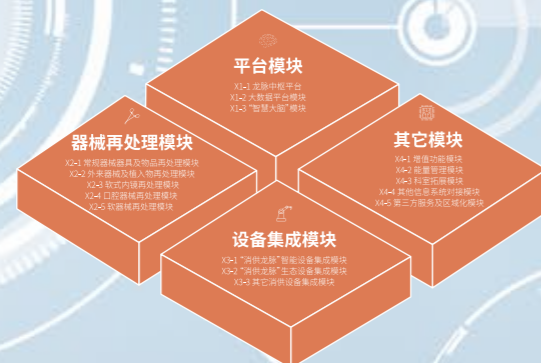 平台模块
X1-1 龙脉中枢平台
X1-2 大数据平台模块
X1-3 “智慧大脑”模块
器械再处理模块
X2-1 常规器械器具及物品再处理模块
X2-2 外来器械及植入物再处理模块
X2-3 软式内镜再处理模块
X2-4 口腔器械再处理模块
X2-5 软器械再处理模块
其它模块
X4-1 增值功能模块
X4-2 能量管理模块
X4-3 科室拓展模块
X4-4 其他信息系统对接模块
X4-5 第三方服务及区域化模块
设备集成模块
X3-1 “消供龙脉”智能设备集成模块
X3-2 “消供龙脉”生态设备集成模块
X3-3 其它消供设备集成模块